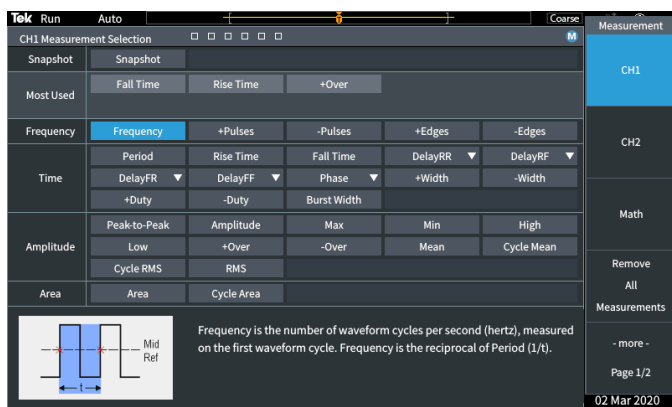 Tek Run Auto Coarse
Measurement
CH1 Measurement Selection M
Snapshot Snapshot
CH1
Most Used Fall Time Rise Time +Over
Frequency Frequency +Pulses -Pulses +Edges -Edges
CH2
Time Period Rise Time Fall Time DelayRR DelayRF
DelayFR DelayFF Phase +Width -Width
+Duty -Duty Burst Width
Math
Amplitude Peak-to-Peak Amplitude Max Min High
Low +Over -Over Mean Cycle Mean
Cycle RMS RMS
Remove
All
Measurements
Area Area Cycle Area
Mid
Ref
t
Frequency is the number of waveform cycles per second (hertz), measured
on the first waveform cycle. Frequency is the reciprocal of Period (1/t).
- more -
Page 1/2
02 Mar 2020